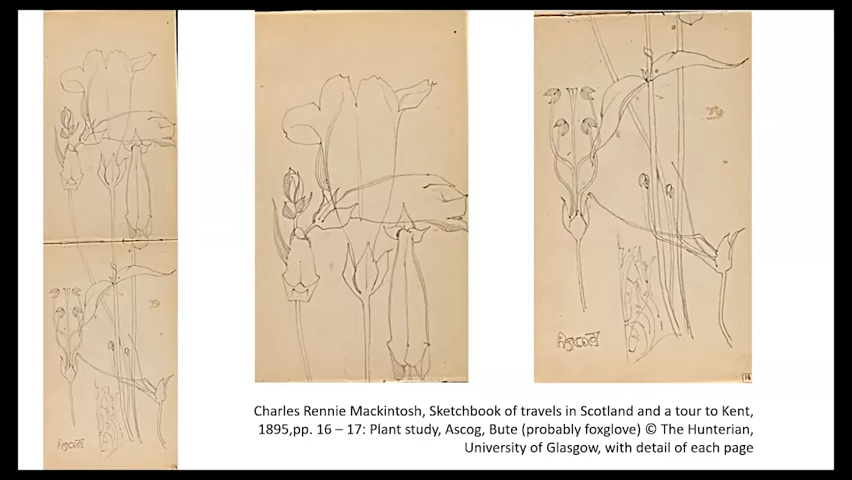 Ascog
Ascog
16
Charles Rennie Mackintosh, Sketchbook of travels in Scotland and a tour to Kent,
1895,pp. 16 – 17: Plant study, Ascog, Bute (probably foxglove) © The Hunterian,
University of Glasgow, with detail of each page